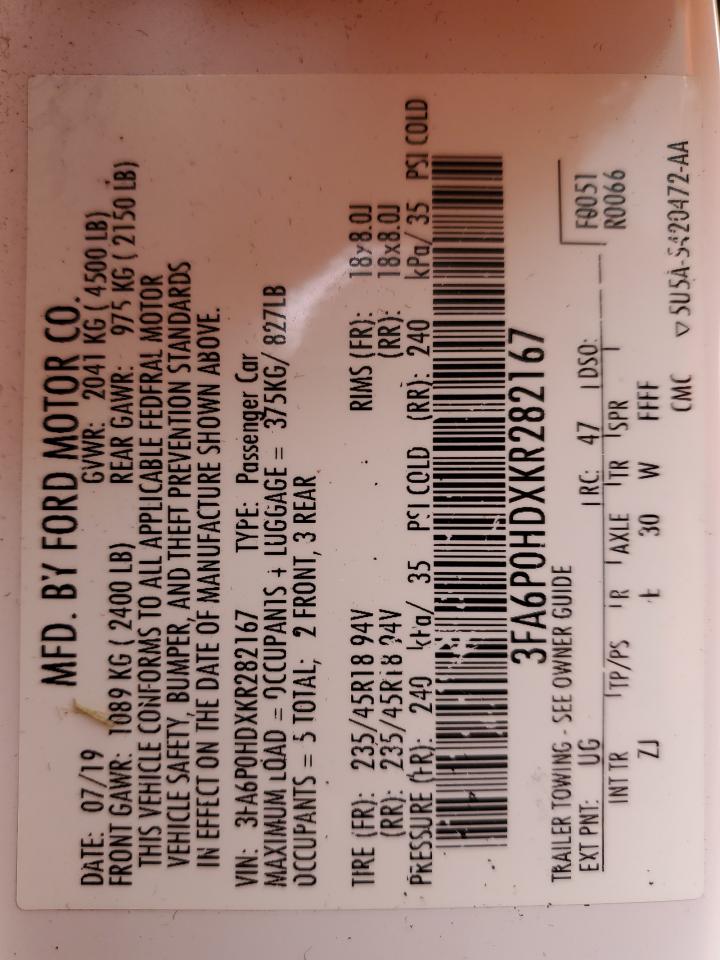 MFD. BY FORD MOTOR CO.
DATE: 07/19 GVWR: 2041 KG ( 4500 LB)
FRONT GAWR: 1089 KG ( 2400 LB) REAR GAWR: 975 KG ( 2150 LB)
THIS VEHICLE CONFORMS TO ALL APPLICABLE FEDERAL MOTOR
VEHICLE SAFETY, BUMPER, AND THEFT PREVENTION STANDARDS
IN EFFECT ON THE DATE OF MANUFACTURE SHOWN ABOVE.
VIN: 3FA6P0HDXKR282167 TYPE: Passenger Car
MAXIMUM LOAD = OCCUPANTS + LUGGAGE = 375KG/ 827LB
OCCUPANTS = 5 TOTAL; 2 FRONT, 3 REAR
TIRE (FR): 235/45R18 94V RIMS (FR): 18x8.0J
(RR): 235/45R18 94V (RR): 18x8.0J
PRESSURE (FR): 240 kPa/ 35 PSI COLD (RR): 240 kPa/ 35 PSI COLD
3FA6P0HDXKR282167
TRAILER TOWING - SEE OWNER GUIDE
EXT PNT: UG RC: 47 DSO:
F0051
R0066
INT TR TP/PS R AXLE TR SPR
ZJ 30 W FFFF
CMC ▽5U5A-5420472-AA